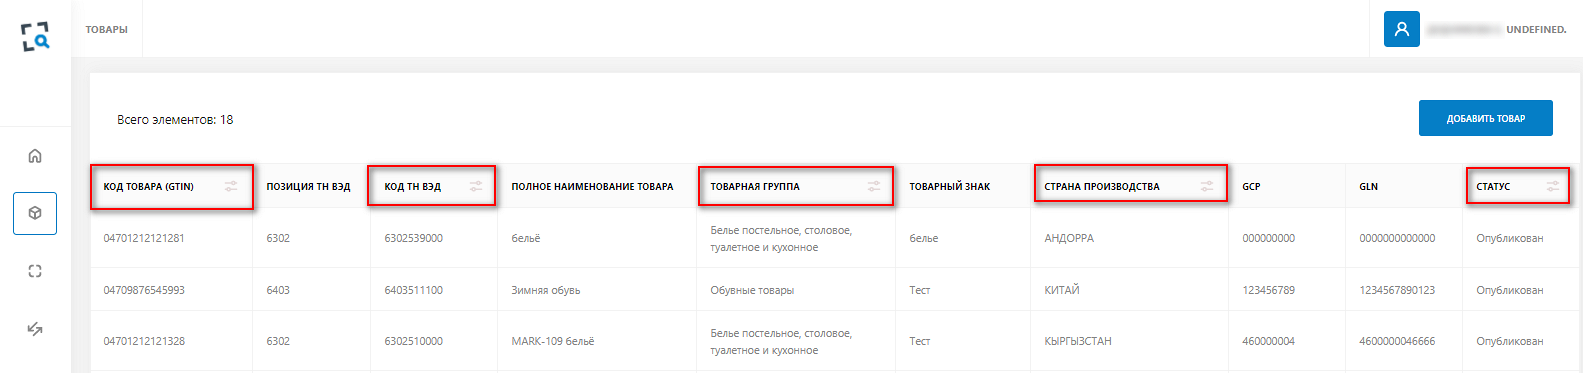 ТОВАРЫ
UNDEFINED.
Всего элементов: 18
ДОБАВИТЬ ТОВАР
КОД ТОВАРА (GTIN) ПОЗИЦИЯ ТН ВЭД КОД ТН ВЭД ПОЛНОЕ НАИМЕНОВАНИЕ ТОВАРА ТОВАРНАЯ ГРУППА ТОВАРНЫЙ ЗНАК СТРАНА ПРОИЗВОДСТВА GCP GLN СТАТУС
04701212121281 6302 6302539000 бельё Белье постельное, столовое, белье АНДОРРА 000000000 0000000000000 Опубликован
туалетное и кухонное
04709876545993 6403 6403511100 Зимняя обувь Обувные товары Тест КИТАЙ 123456789 1234567890123 Опубликован
04701212121328 6302 6302510000 MARK-109 бельё Белье постельное, столовое, Тест КЫРГЫЗСТАН 460000004 4600000046666 Опубликован
туалетное и кухонное